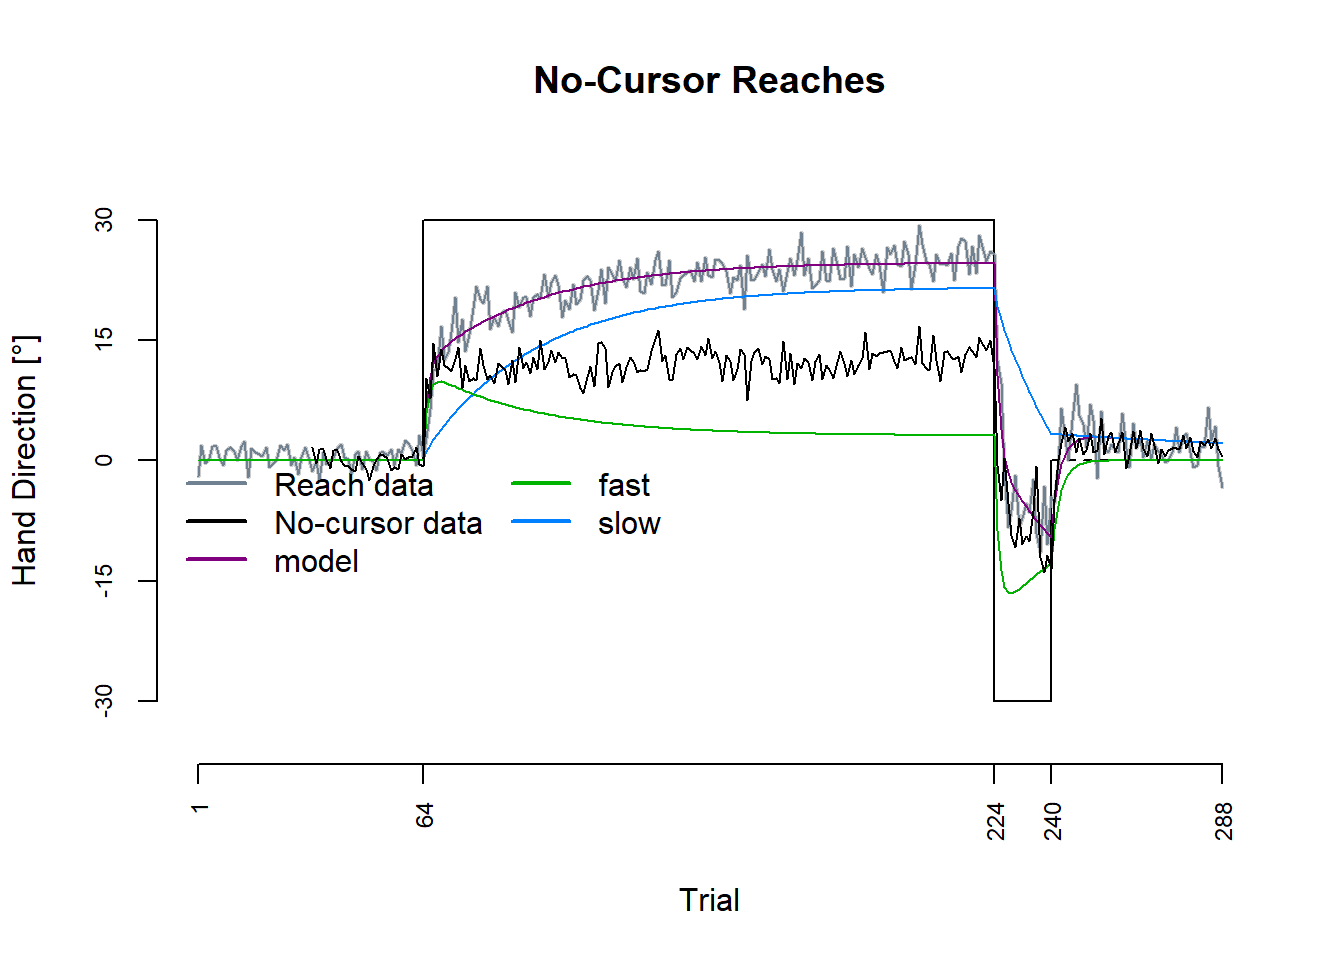 No-Cursor Reaches
Hand Direction [°]
30
15
0
-15
-30
Reach data
No-cursor data
model
fast
slow
1
64
224
240
288
Trial